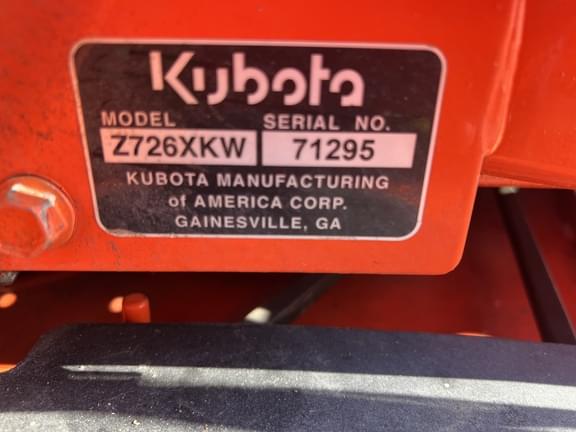 Kubota
MODEL SERIAL NO.
Z726XKW 71295
KUBOTA MANUFACTURING
of AMERICA CORP.
GAINESVILLE, GA